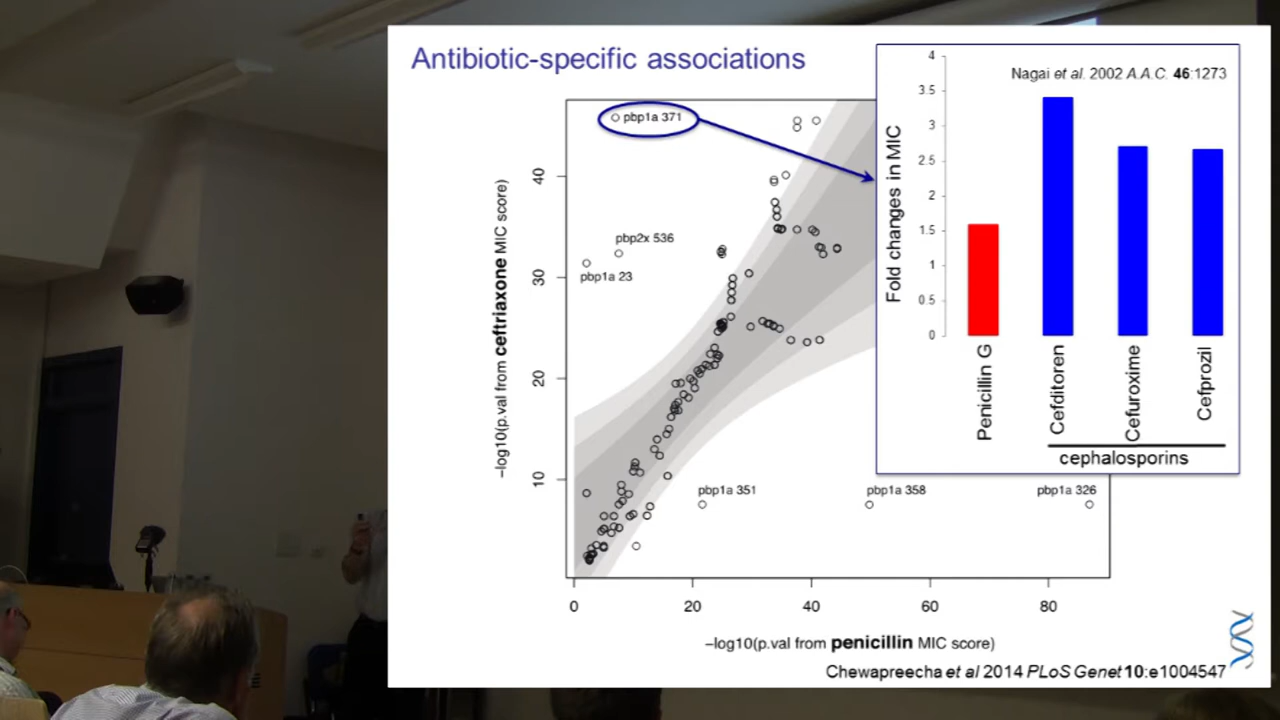 Antibiotic-specific associations
Nagai et al. 2002 A.A.C. 46:1273
4
3.5
3
2.5
2
1.5
1
0.5
0
Fold changes in MIC
Penicillin G
Cefditoren
Cefuroxime
Cefprozil
cephalosporins
pbp1a 371
pbp2x 536
pbp1a 23
pbp1a 351
pbp1a 358
pbp1a 326
40
30
20
10
−log10(p.val from ceftriaxone MIC score)
0
20
40
60
80
−log10(p.val from penicillin MIC score)
Chewapreecha et al 2014 PLoS Genet 10:e1004547